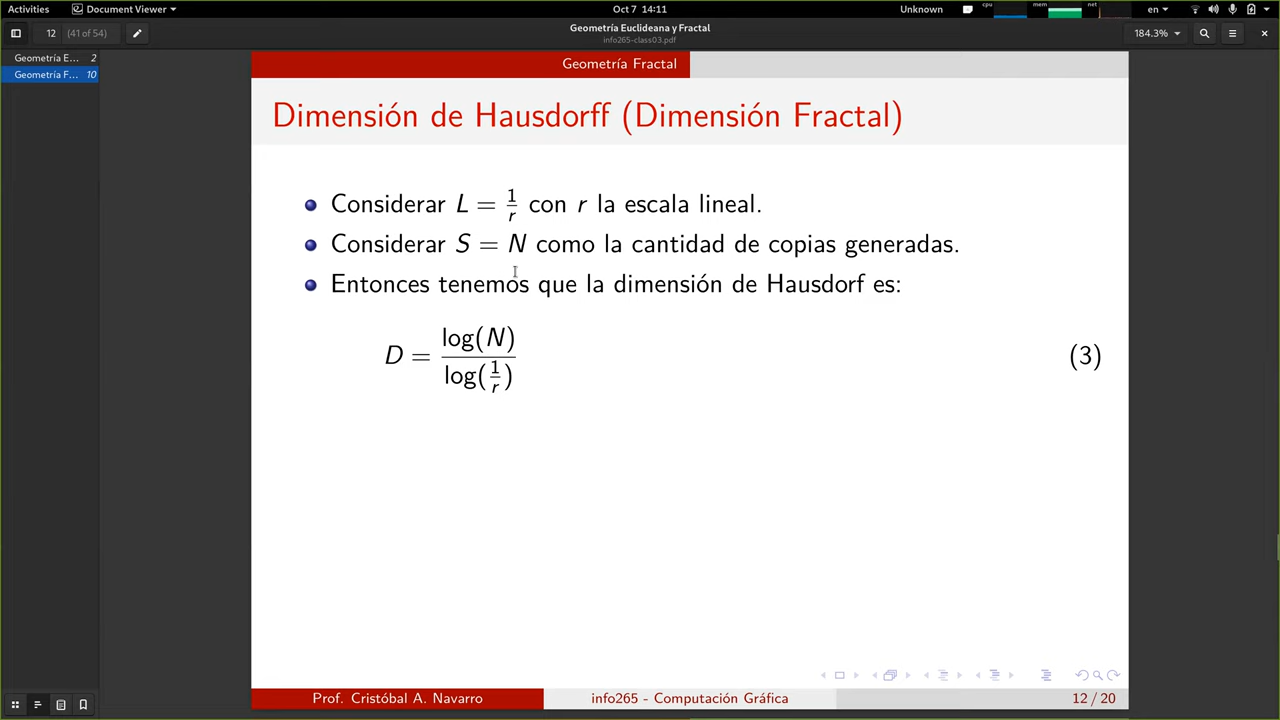 Activities Document Viewer Oct 7 14:11 Unknown cpu mem net en
12 (41 of 54) Geometría Euclideana y Fractal 184.3%
info265-class03.pdf
Geometría E... 2
Geometría F... 10
Geometría Fractal
Dimensión de Hausdorff (Dimensión Fractal)
Considerar L = 1/r con r la escala lineal.
Considerar S = N como la cantidad de copias generadas.
Entonces tenemos que la dimensión de Hausdorf es:
D = log(N) / log(1/r) (3)
Prof. Cristóbal A. Navarro info265 - Computación Gráfica 12 / 20